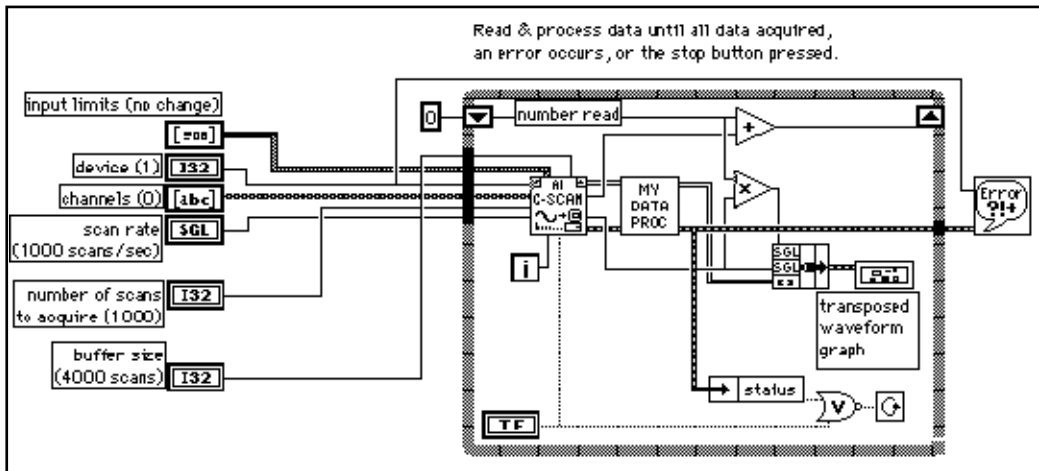 Read & process data until all data acquired,
an error occurs, or the stop button pressed.
input limits (no change)
device (1)
I32
channels (0)
[abc]
scan rate
(1000 scans/sec)
SGL
number of scans
to acquire (1000)
I32
buffer size
(4000 scans)
I32
0
number read
+
AI
C-SCAN
MY
DATA
PROC
x
i
SGL
SGL
transposed
waveform
graph
status
V
TF
Error
?!+